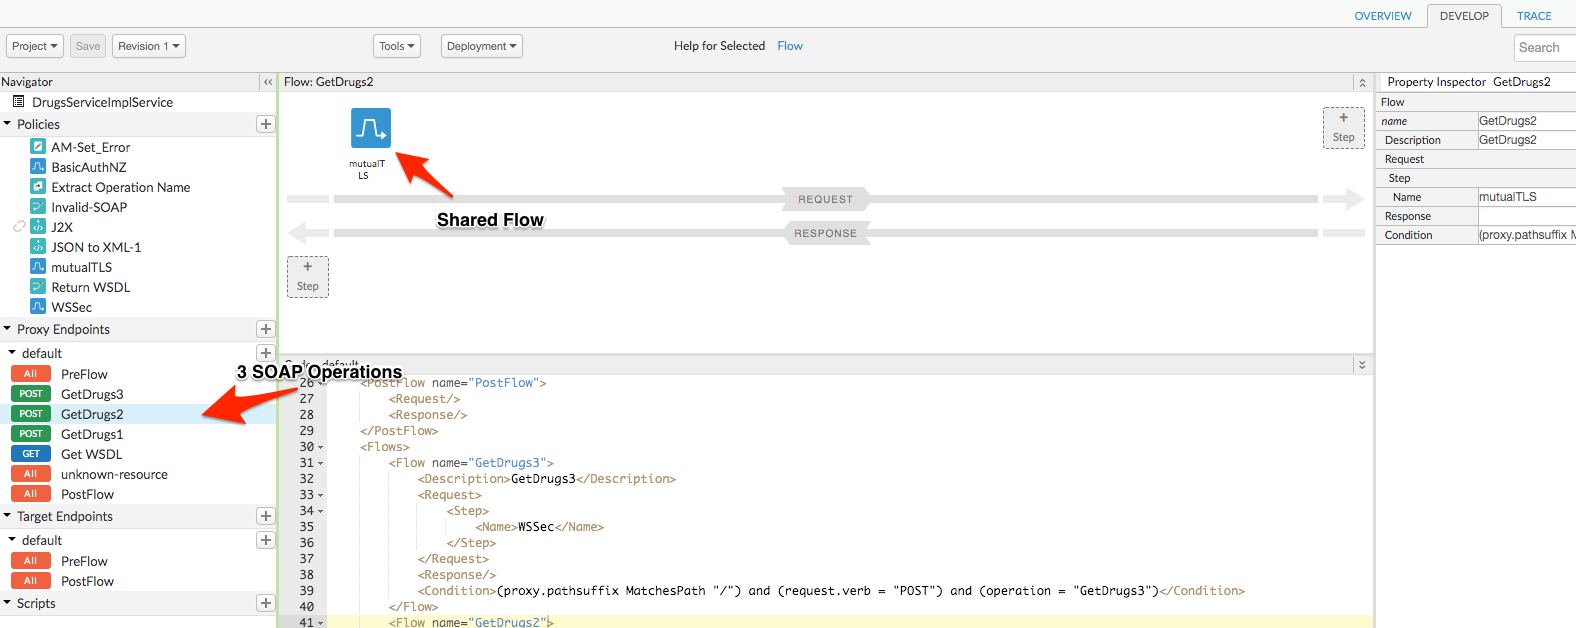 OVERVIEW DEVELOP TRACE
Project Save Revision 1 Tools Deployment Help for Selected Flow Search
Navigator
DrugsServiceImplService
Policies
AM-Set_Error
BasicAuthNZ
Extract Operation Name
Invalid-SOAP
J2X
JSON to XML-1
mutualTLS
Return WSDL
WSSec
Proxy Endpoints
default
All PreFlow
POST GetDrugs3
POST GetDrugs2
POST GetDrugs1
GET Get WSDL
All unknown-resource
All PostFlow
Target Endpoints
default
All PreFlow
All PostFlow
Scripts
Flow: GetDrugs2
mutualT
LS
+
Step
Shared Flow
REQUEST
RESPONSE
+
Step
3 SOAP Operations
default
26 <PostFlow name="PostFlow">
27 <Request/>
28 <Response/>
29 </PostFlow>
30 <Flows>
31 <Flow name="GetDrugs3">
32 <Description>GetDrugs3</Description>
33 <Request>
34 <Step>
35 <Name>WSSec</Name>
36 </Step>
37 </Request>
38 <Response/>
39 <Condition>(proxy.pathsuffix MatchesPath "/") and (request.verb = "POST") and (operation = "GetDrugs3")</Condition>
40 </Flow>
41 <Flow name="GetDrugs2">
Property Inspector GetDrugs2
Flow
name GetDrugs2
Description GetDrugs2
Request
Step
Name mutualTLS
Response
Condition (proxy.pathsuffix M